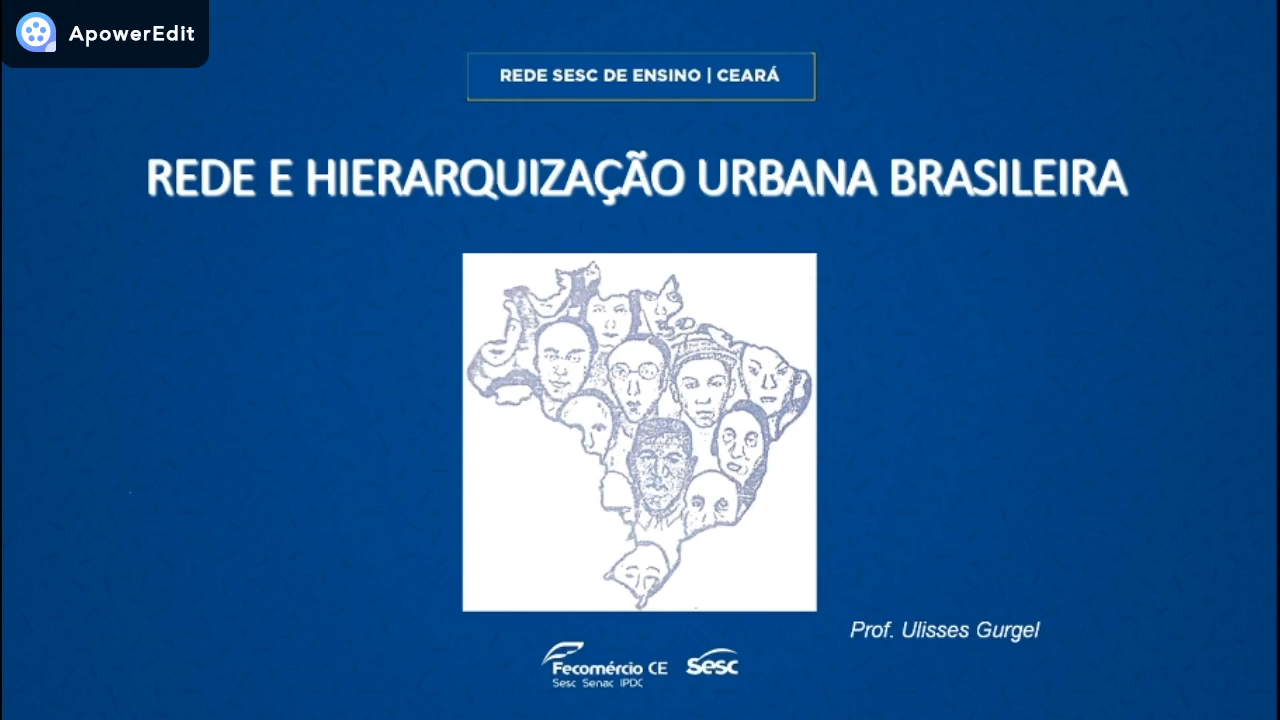 ApowerEdit
REDE SESC DE ENSINO | CEARÁ
REDE E HIERARQUIZAÇÃO URBANA BRASILEIRA
Prof. Ulisses Gurgel
Fecomércio CE
Sesc
Sesc Senac IPDC